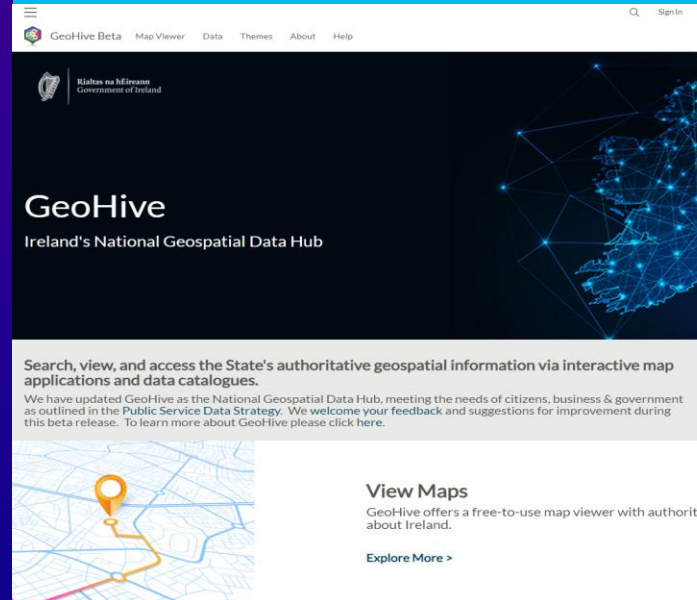 Sign In
GeoHive Beta Map Viewer Data Themes About Help
Rialtas na hÉireann
Government of Ireland
GeoHive
Ireland's National Geospatial Data Hub
Search, view, and access the State's authoritative geospatial information via interactive map
applications and data catalogues.
We have updated GeoHive as the National Geospatial Data Hub, meeting the needs of citizens, business & government
as outlined in the Public Service Data Strategy. We welcome your feedback and suggestions for improvement during
this beta release. To learn more about GeoHive please click here.
View Maps
GeoHive offers a free-to-use map viewer with authorit
about Ireland.
Explore More >